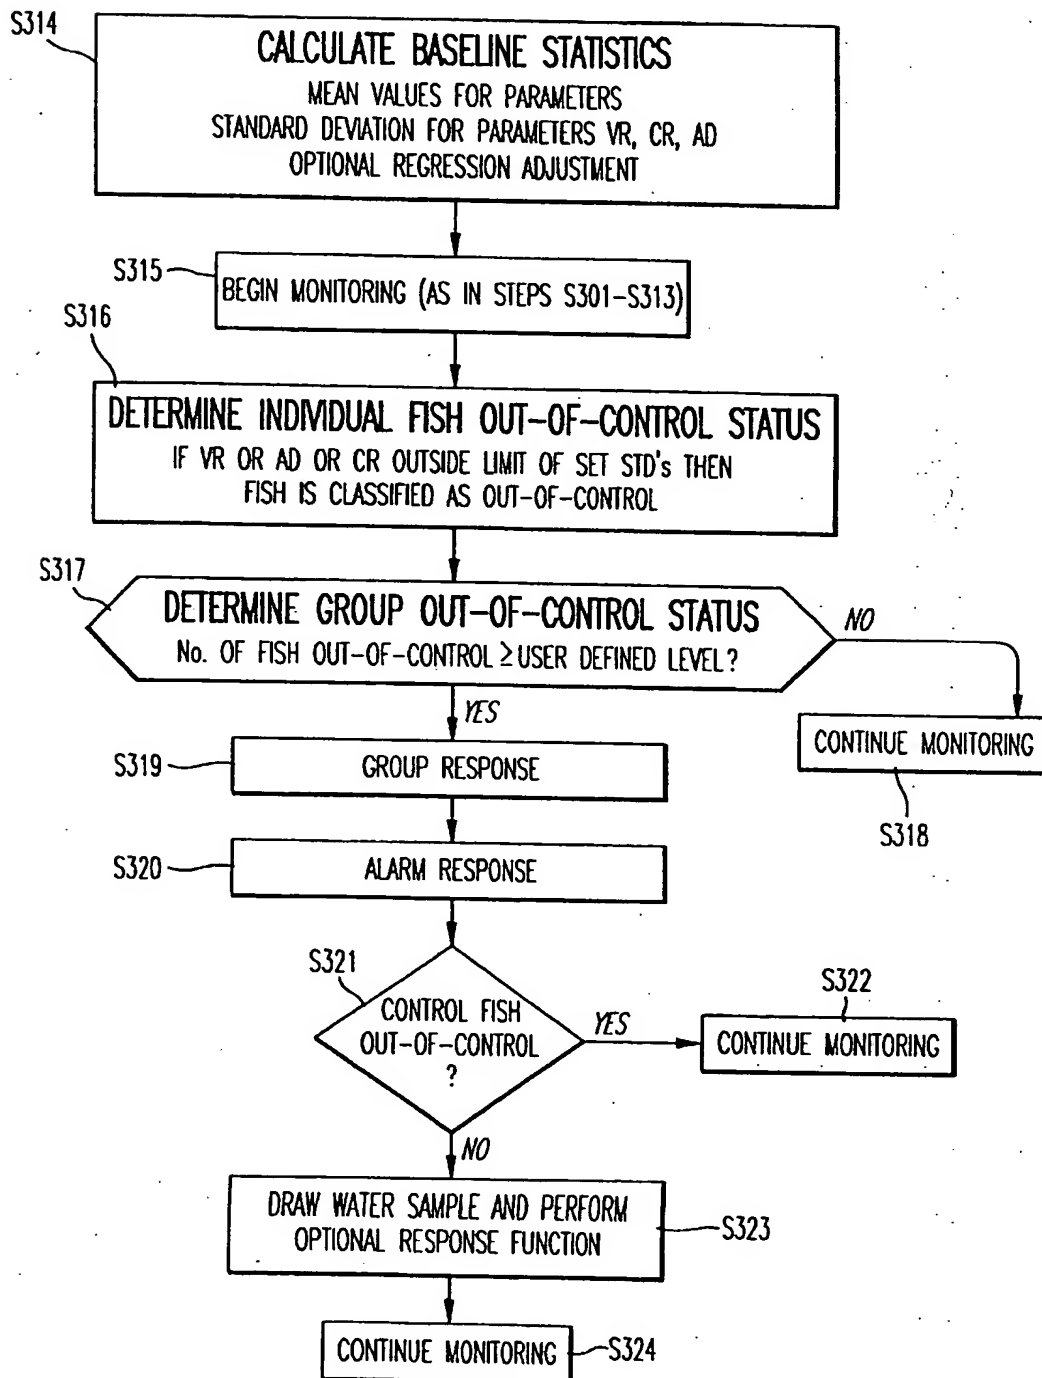 S314
CALCULATE BASELINE STATISTICS
MEAN VALUES FOR PARAMETERS
STANDARD DEVIATION FOR PARAMETERS VR, CR, AD
OPTIONAL REGRESSION ADJUSTMENT
S315
BEGIN MONITORING (AS IN STEPS S301-S313)
S316
DETERMINE INDIVIDUAL FISH OUT-OF-CONTROL STATUS
IF VR OR AD OR CR OUTSIDE LIMIT OF SET STD's THEN
FISH IS CLASSIFIED AS OUT-OF-CONTROL
S317
DETERMINE GROUP OUT-OF-CONTROL STATUS
No. OF FISH OUT-OF-CONTROL ≥ USER DEFINED LEVEL?
NO
CONTINUE MONITORING
S318
YES
S319
GROUP RESPONSE
S320
ALARM RESPONSE
S321
CONTROL FISH
OUT-OF-CONTROL
?
YES
S322
CONTINUE MONITORING
NO
DRAW WATER SAMPLE AND PERFORM
OPTIONAL RESPONSE FUNCTION
S323
CONTINUE MONITORING
S324